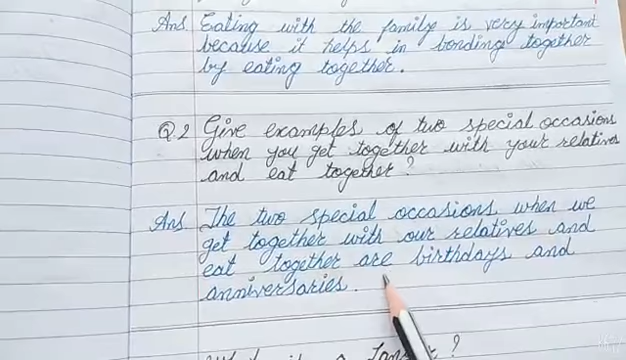 Ans Eating with the family is very important
because it helps in bonding together
by eating together.
Q2 Give examples of two special occasions
when you get together with your relatives
and eat together?
Ans The two special occasions when we
get together with our relatives and
eat together are birthdays and
anniversaries.